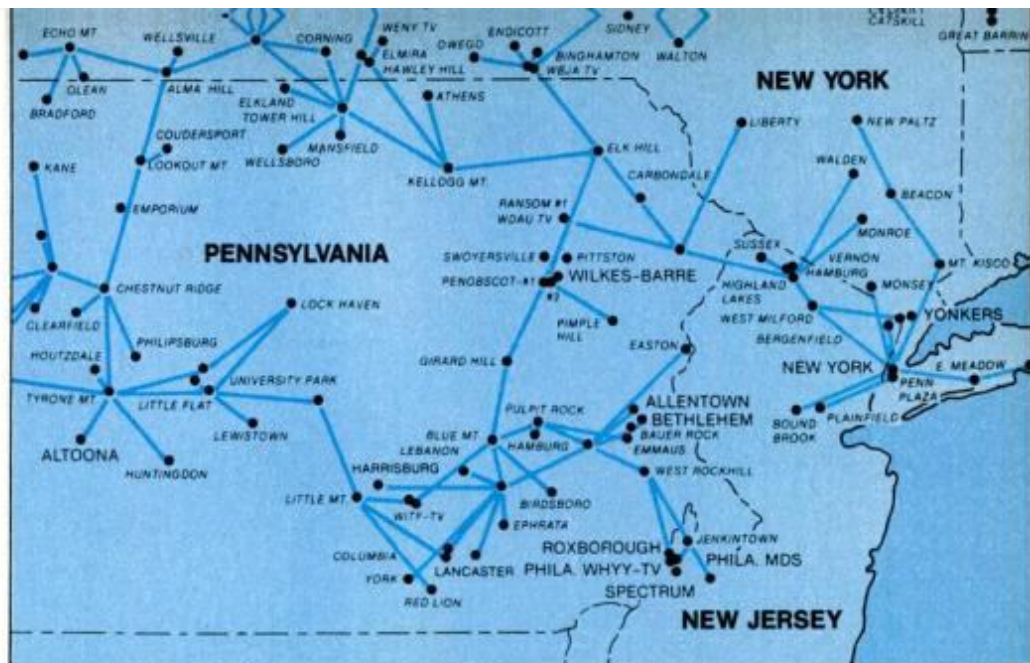 ECHO MT.
WELLSVILLE
CORNING
WENY TV
ELMIRA
HAWLEY HILL
OWEGO
ENDICOTT
BINGHAMTON
WBJA TV
SIDNEY
WALTON
CATSKILL
GREAT BARRIN
OLEAN
BRADFORD
ALMA HILL
ELKLAND
TOWER HILL
ATHENS
NEW YORK
COUDERSPORT
LOOKOUT MT.
WELLSBORO
MANSFIELD
KELLOGG MT.
ELK HILL
LIBERTY
NEW PALTZ
KANE
CARBONDALE
WALDEN
BEACON
EMPORIUM
RANSOM #1
WDAU TV
MONROE
PENNSYLVANIA
SWOYERSVILLE
PITTSTON
SUSSEX
VERNON
HAMBURG
MT. KISCO
PENOBSCOT-#1
#2
WILKES-BARRE
HIGHLAND
LAKES
MONSEY
CHESTNUT RIDGE
LOCK HAVEN
CLEARFIELD
PIMPLE
HILL
WEST MILFORD
YONKERS
PHILIPSBURG
HOUTZDALE
BERGENFIELD
EASTON
GIRARD HILL
NEW YORK
E. MEADOW
PENN
PLAZA
TYRONE MT.
LITTLE FLAT
UNIVERSITY PARK
LEWISTOWN
PULPIT ROCK
ALLENTOWN
BETHLEHEM
BAUER ROCK
EMMAUS
BOUND
BROOK
PLAINFIELD
ALTOONA
HUNTINGDON
BLUE MT.
LEBANON
HAMBURG
HARRISBURG
WEST ROCKHILL
LITTLE MT.
WITF-TV
BIRDSBORO
EPHRATA
COLUMBIA
LANCASTER
YORK
RED LION
ROXBOROUGH
JENKINTOWN
PHILA. WHYY-TV
PHILA. MDS
SPECTRUM
NEW JERSEY